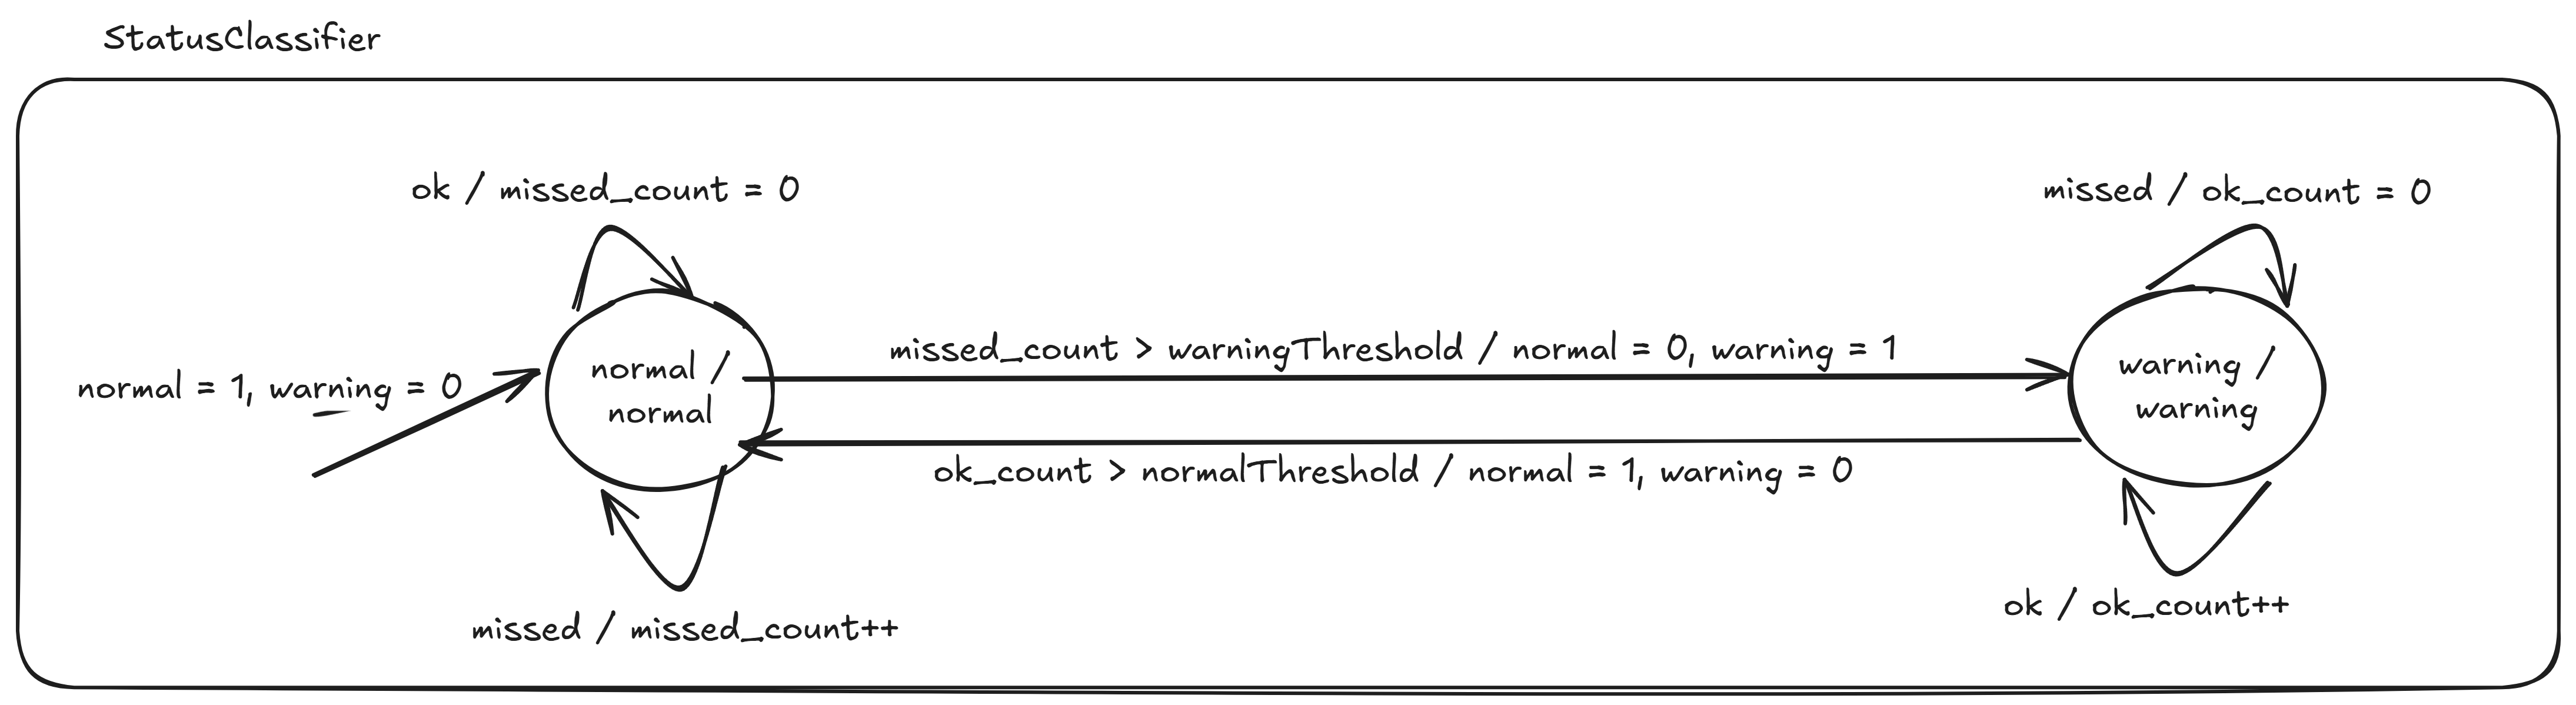 StatusClassifier
ok / missed_count = 0
missed / ok_count = 0
missed_count > warningThreshold / normal = 0, warning = 1
normal = 1, warning = 0
normal /
normal
warning /
warning
ok_count > normalThreshold / normal = 1, warning = 0
ok / ok_count++
missed / missed_count++